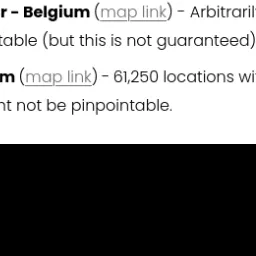 r - Belgium (map link) - Arbitraril
table (but this is not guaranteed)
m (map link) - 61,250 locations wi
nt not be pinpointable.